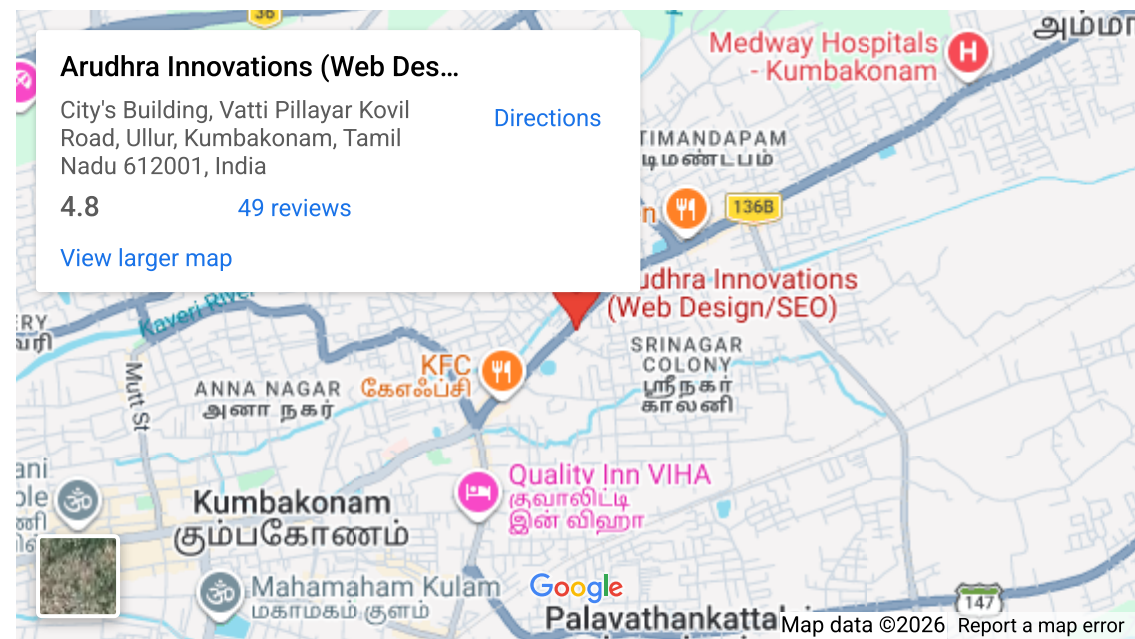 36
Arudhra Innovations (Web Des...
City's Building, Vatti Pillayar Kovil
Road, Ullur, Kumbakonam, Tamil
Nadu 612001, India
Directions
4.8
49 reviews
View larger map
Medway Hospitals
- Kumbakonam
H
TIMANDAPAM
டிமண்டபம்
136B
udhra Innovations
(Web Design/SEO)
Kaveri River
Mutt St
ANNA NAGAR
அனா நகர்
KFC
கேஎஃப்சி
SRINAGAR
COLONY
ஸ்ரீநகர்
காலனி
Quality Inn VIHA
குவாலிட்டி
இன் விஹா
Kumbakonam
கும்பகோணம்
Mahamaham Kulam
மகாமகம் குளம்
Google
147
Map data ©2026
Report a map error